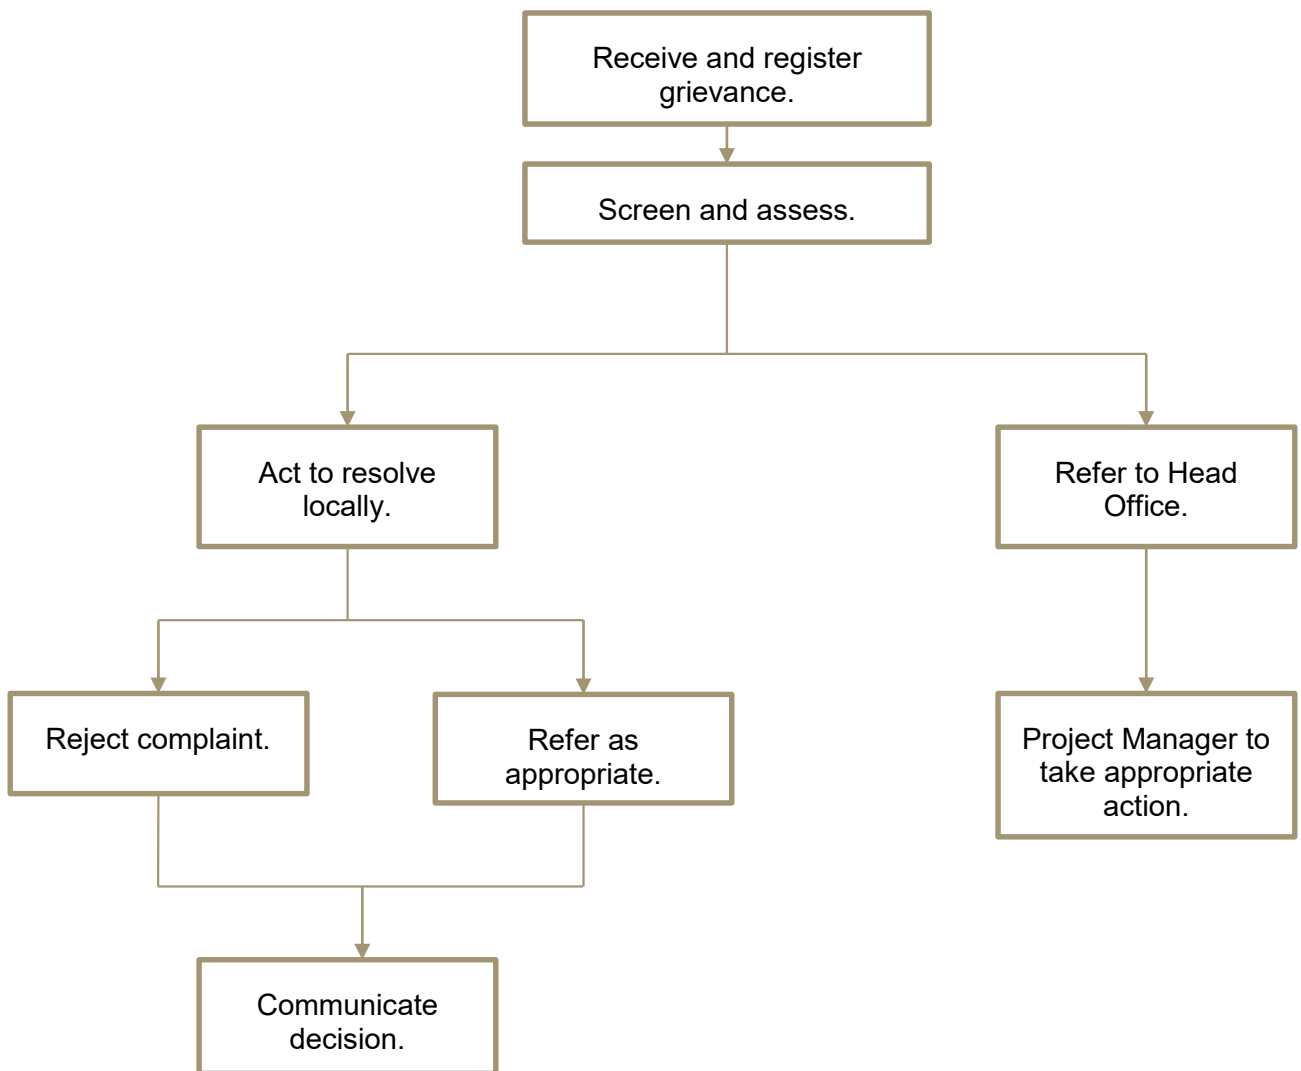 Receive and register
grievance.
Screen and assess.
Act to resolve
locally.
Refer to Head
Office.
Reject complaint.
Refer as
appropriate.
Project Manager to
take appropriate
action.
Communicate
decision.